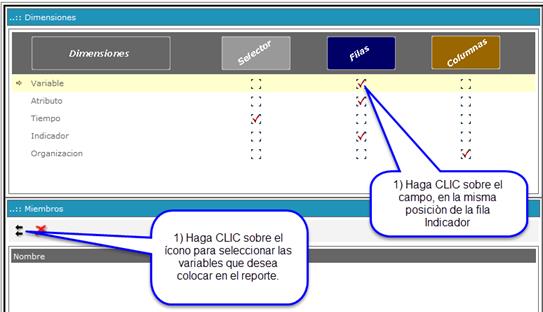 ..:: Dimensiones
Dimensiones
Selector
Filas
Columnas
Variable
Atributo
Tiempo
Indicador
Organizacion
1) Haga CLIC sobre el
campo, en la misma
posiciòn de la fila
Indicador
..:: Miembros
1) Haga CLIC sobre el
ícono para seleccionar las
variables que desea
colocar en el reporte.
Nombre